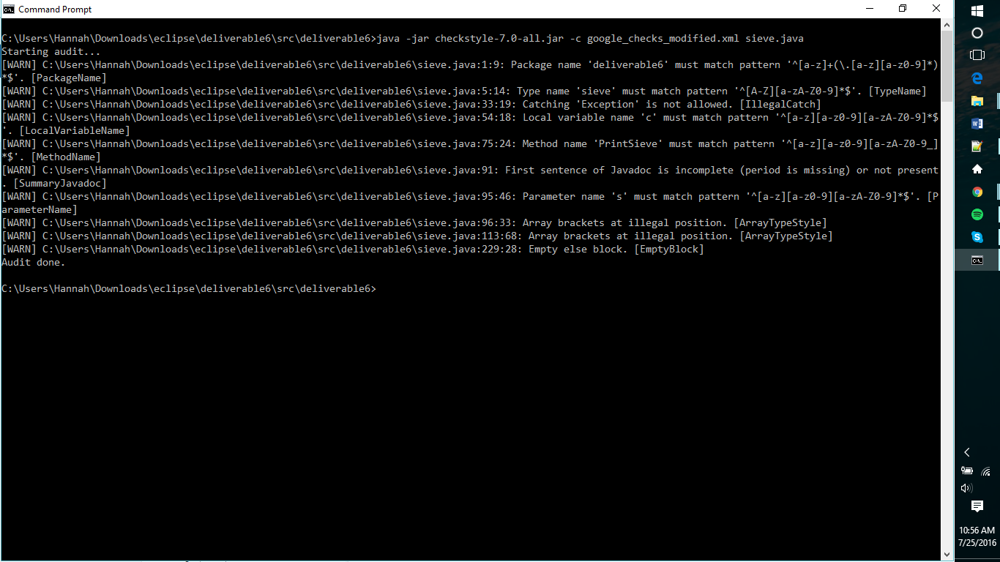 Command Prompt
C:\Users\Hannah\Downloads\eclipse\deliverable6\src\deliverable6>java -jar checkstyle-7.0-all.jar -c google_checks_modified.xml sieve.java
Starting audit...
[WARN] C:\Users\Hannah\Downloads\eclipse\deliverable6\src\deliverable6\sieve.java:1:9: Package name 'deliverable6' must match pattern '^[a-z]+(\.[a-z][a-z0-9]*)
*$'. [PackageName]
[WARN] C:\Users\Hannah\Downloads\eclipse\deliverable6\src\deliverable6\sieve.java:5:14: Type name 'sieve' must match pattern '^[A-Z][a-zA-Z0-9]*$'. [TypeName]
[WARN] C:\Users\Hannah\Downloads\eclipse\deliverable6\src\deliverable6\sieve.java:33:19: Catching 'Exception' is not allowed. [IllegalCatch]
[WARN] C:\Users\Hannah\Downloads\eclipse\deliverable6\src\deliverable6\sieve.java:54:18: Local variable name 'c' must match pattern '^[a-z][a-z0-9][a-zA-Z0-9]*$
'. [LocalVariableName]
[WARN] C:\Users\Hannah\Downloads\eclipse\deliverable6\src\deliverable6\sieve.java:75:24: Method name 'PrintSieve' must match pattern '^[a-z][a-z0-9][a-zA-Z0-9_]
*$'. [MethodName]
[WARN] C:\Users\Hannah\Downloads\eclipse\deliverable6\src\deliverable6\sieve.java:91: First sentence of Javadoc is incomplete (period is missing) or not present
. [SummaryJavadoc]
[WARN] C:\Users\Hannah\Downloads\eclipse\deliverable6\src\deliverable6\sieve.java:95:46: Parameter name 's' must match pattern '^[a-z][a-z0-9][a-zA-Z0-9]*$'. [P
arameterName]
[WARN] C:\Users\Hannah\Downloads\eclipse\deliverable6\src\deliverable6\sieve.java:96:33: Array brackets at illegal position. [ArrayTypeStyle]
[WARN] C:\Users\Hannah\Downloads\eclipse\deliverable6\src\deliverable6\sieve.java:113:68: Array brackets at illegal position. [ArrayTypeStyle]
[WARN] C:\Users\Hannah\Downloads\eclipse\deliverable6\src\deliverable6\sieve.java:229:28: Empty else block. [EmptyBlock]
Audit done.
C:\Users\Hannah\Downloads\eclipse\deliverable6\src\deliverable6>
10:56 AM
7/25/2016